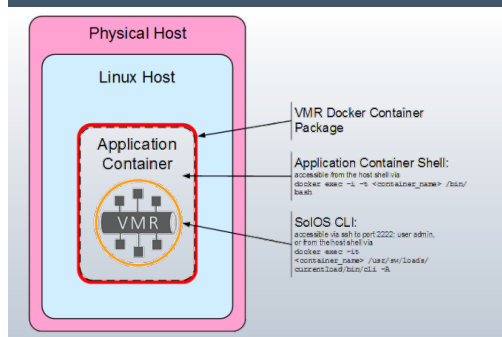 Physical Host
Linux Host
Application
Container
VMR
VMR Docker Container
Package
Application Container Shell:
accessible from the host shell via
docker exec -i -t <container_name> /bin/
bash
SolOS CLI:
accessible via ssh to port 2222; user admin,
or from the host shell via
docker exec -it
<container_name> /usr/sw/loads/
currentload/bin/cli -A